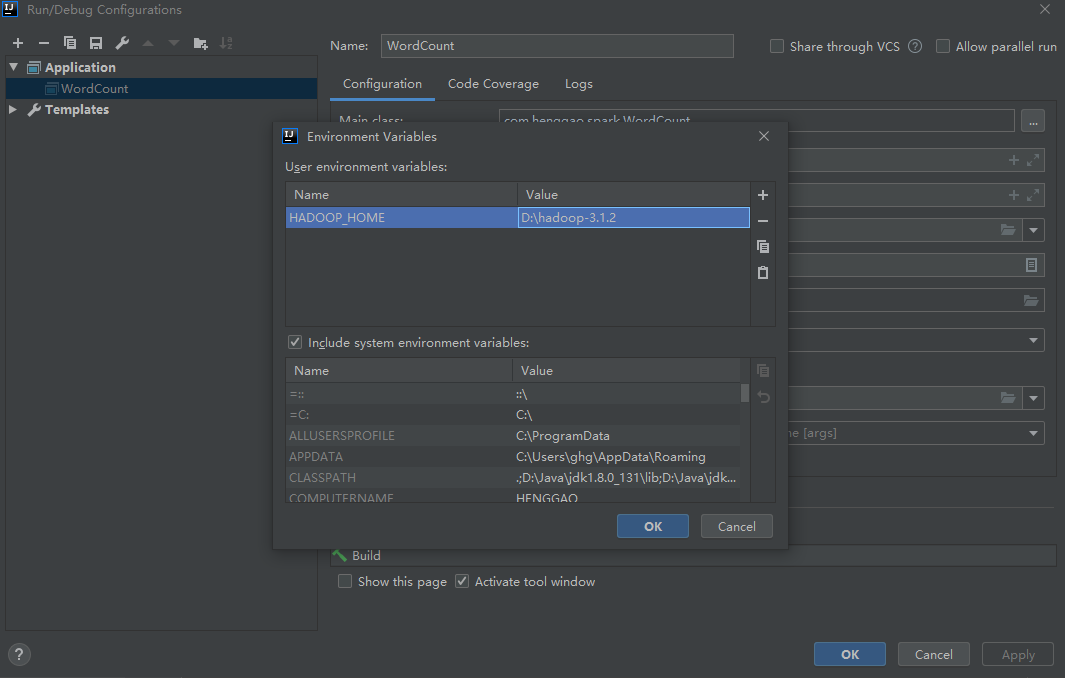 Run/Debug Configurations
Name: WordCount
Share through VCS
Allow parallel run
Application
WordCount
Templates
Configuration Code Coverage Logs
Main class: com.henggao.spark.WordCount ...
Environment Variables
User environment variables:
Name Value
HADOOP_HOME D:\hadoop-3.1.2
Include system environment variables:
Name Value
=:: ::\
=C: C:\
ALLUSERSPROFILE C:\ProgramData
APPDATA C:\Users\ghg\AppData\Roaming
CLASSPATH .;D:\Java\jdk1.8.0_131\lib;D:\Java\jdk...
COMPUTERNAME HENGGAO
[args]
OK Cancel
Build
Show this page Activate tool window
? OK Cancel Apply